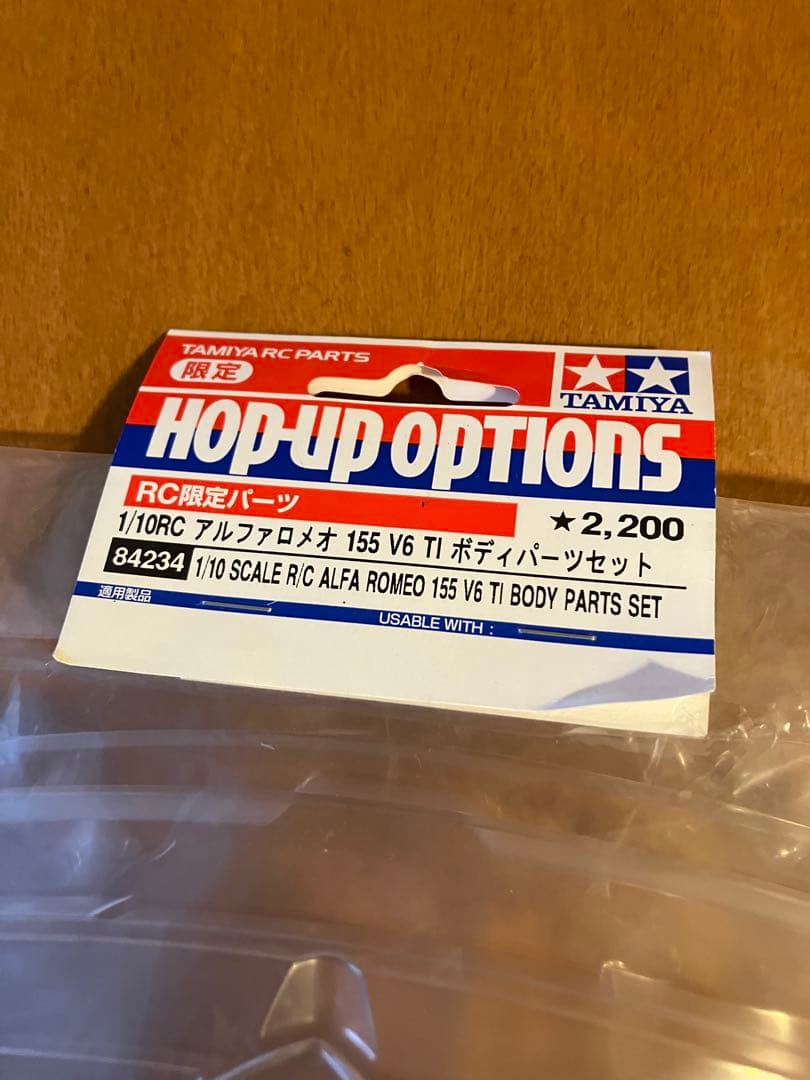 TAMIYA RC PARTS
限定
TAMIYA
HOP-UP OPTIONS
RC限定パーツ
★2,200
1/10RC アルファロメオ 155 V6 TI ボディパーツセット
84234 1/10 SCALE R/C ALFA ROMEO 155 V6 TI BODY PARTS SET
適用製品
USABLE WITH :